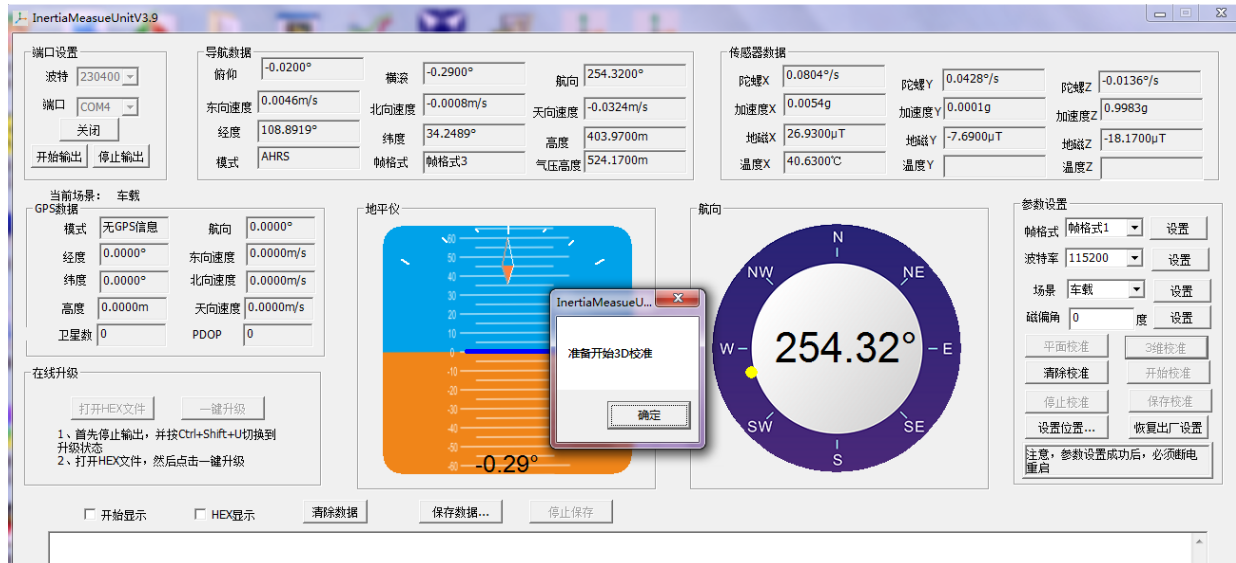 InertiaMeasueUnitV3.9
端口设置
波特 230400
端口 COM4
关闭
开始输出 停止输出
导航数据
俯仰 -0.0200° 横滚 -0.2900° 航向 254.3200°
东向速度 0.0046m/s 北向速度 -0.0008m/s 天向速度 -0.0324m/s
经度 108.8919° 纬度 34.2489° 高度 403.9700m
模式 AHRS 帧格式 帧格式3 气压高度 524.1700m
传感器数据
陀螺X 0.0804°/s 陀螺Y 0.0428°/s 陀螺Z -0.0136°/s
加速度X 0.0054g 加速度Y 0.0001g 加速度Z 0.9983g
地磁X 26.9300μT 地磁Y -7.6900μT 地磁Z -18.1700μT
温度X 40.6300℃ 温度Y 温度Z
当前场景: 车载
GPS数据
模式 无GPS信息 航向 0.0000°
经度 0.0000° 东向速度 0.0000m/s
纬度 0.0000° 北向速度 0.0000m/s
高度 0.0000m 天向速度 0.0000m/s
卫星数 0 PDOP 0
在线升级
打开HEX文件 一键升级
1、首先停止输出，并按Ctrl+Shift+U切换到
升级状态
2、打开HEX文件，然后点击一键升级
地平仪
60
50
40
30
20
10
0
-10
-20
-30
-40
-50
-60
-0.29°
InertiaMeasueU...
准备开始3D校准
确定
航向
N
NW NE
W 254.32° E
SW SE
S
参数设置
帧格式 帧格式1 设置
波特率 115200 设置
场景 车载 设置
磁偏角 0 度 设置
平面校准 3维校准
清除校准 开始校准
停止校准 保存校准
设置位置... 恢复出厂设置
注意，参数设置成功后，必须断电
重启
开始显示 HEX显示 清除数据 保存数据... 停止保存